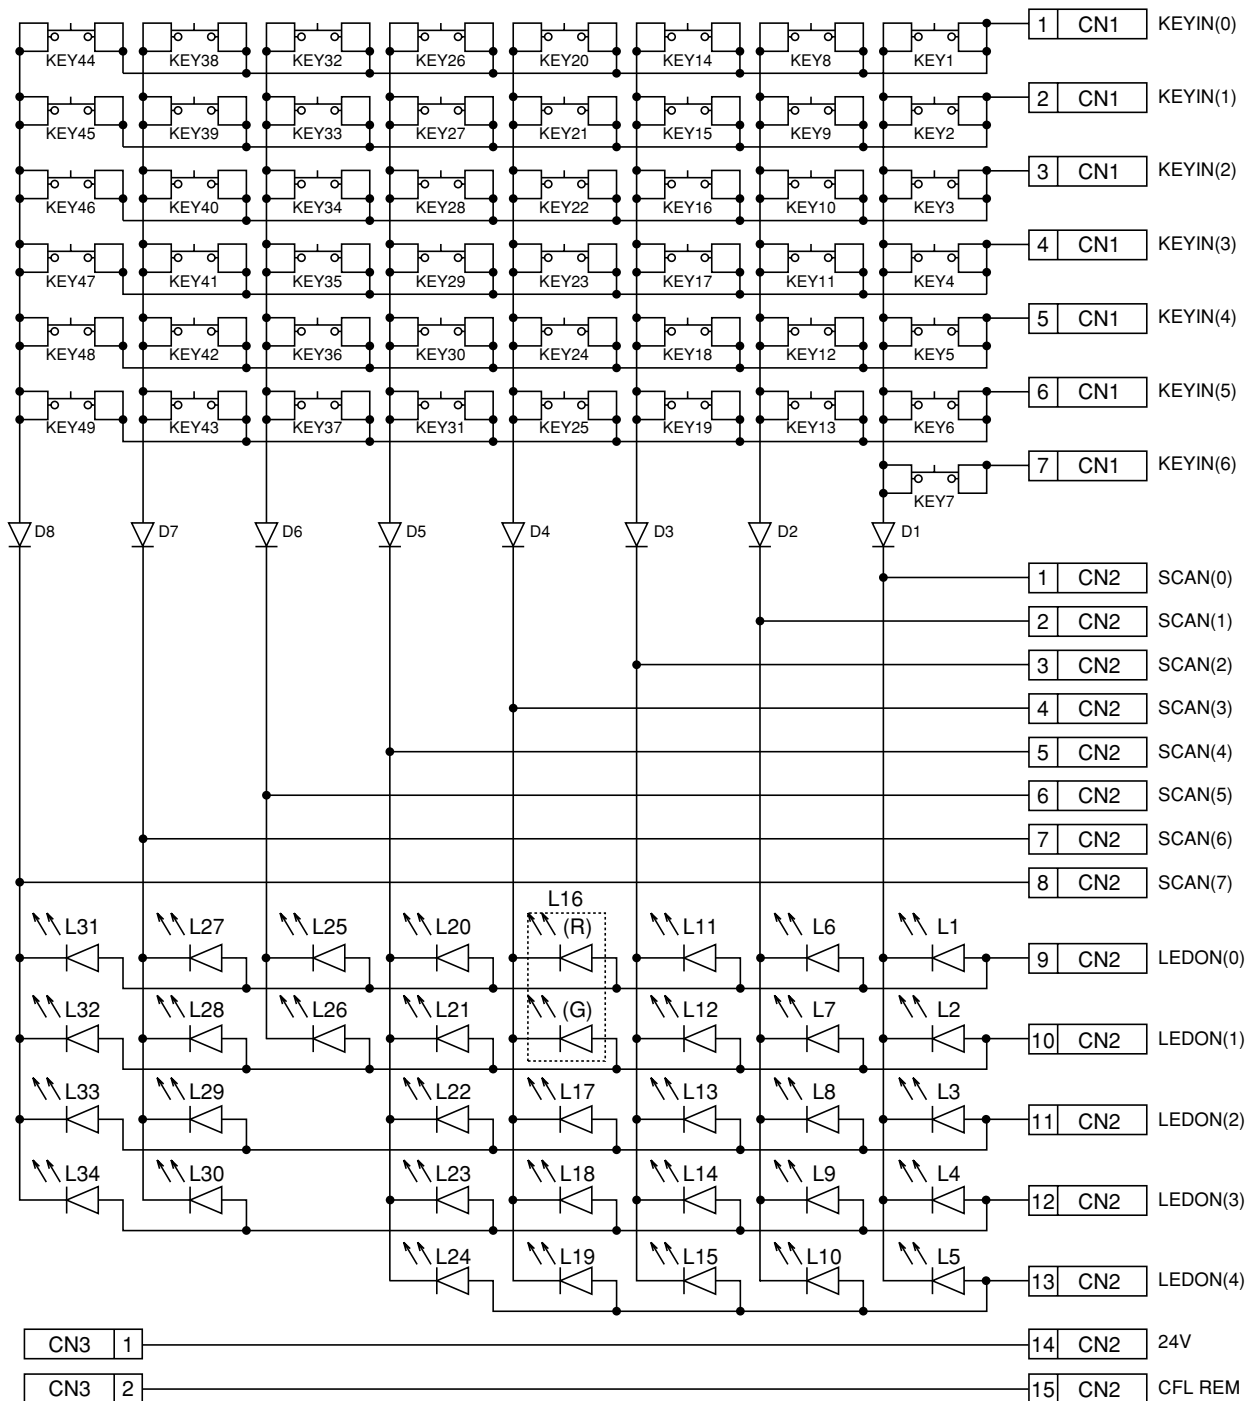 1 CN1 KEYIN(0)
KEY44 KEY38 KEY32 KEY26 KEY20 KEY14 KEY8 KEY1
2 CN1 KEYIN(1)
KEY45 KEY39 KEY33 KEY27 KEY21 KEY15 KEY9 KEY2
3 CN1 KEYIN(2)
KEY46 KEY40 KEY34 KEY28 KEY22 KEY16 KEY10 KEY3
4 CN1 KEYIN(3)
KEY47 KEY41 KEY35 KEY29 KEY23 KEY17 KEY11 KEY4
5 CN1 KEYIN(4)
KEY48 KEY42 KEY36 KEY30 KEY24 KEY18 KEY12 KEY5
6 CN1 KEYIN(5)
KEY49 KEY43 KEY37 KEY31 KEY25 KEY19 KEY13 KEY6
7 CN1 KEYIN(6)
KEY7
D8 D7 D6 D5 D4 D3 D2 D1
1 CN2 SCAN(0)
2 CN2 SCAN(1)
3 CN2 SCAN(2)
4 CN2 SCAN(3)
5 CN2 SCAN(4)
6 CN2 SCAN(5)
7 CN2 SCAN(6)
8 CN2 SCAN(7)
L16
L31 L27 L25 L20 (R) L11 L6 L1
9 CN2 LEDON(0)
L32 L28 L26 L21 (G) L12 L7 L2
10 CN2 LEDON(1)
L33 L29 L22 L17 L13 L8 L3
11 CN2 LEDON(2)
L34 L30 L23 L18 L14 L9 L4
12 CN2 LEDON(3)
L24 L19 L15 L10 L5
13 CN2 LEDON(4)
CN3 1 14 CN2 24V
CN3 2 15 CN2 CFL REM